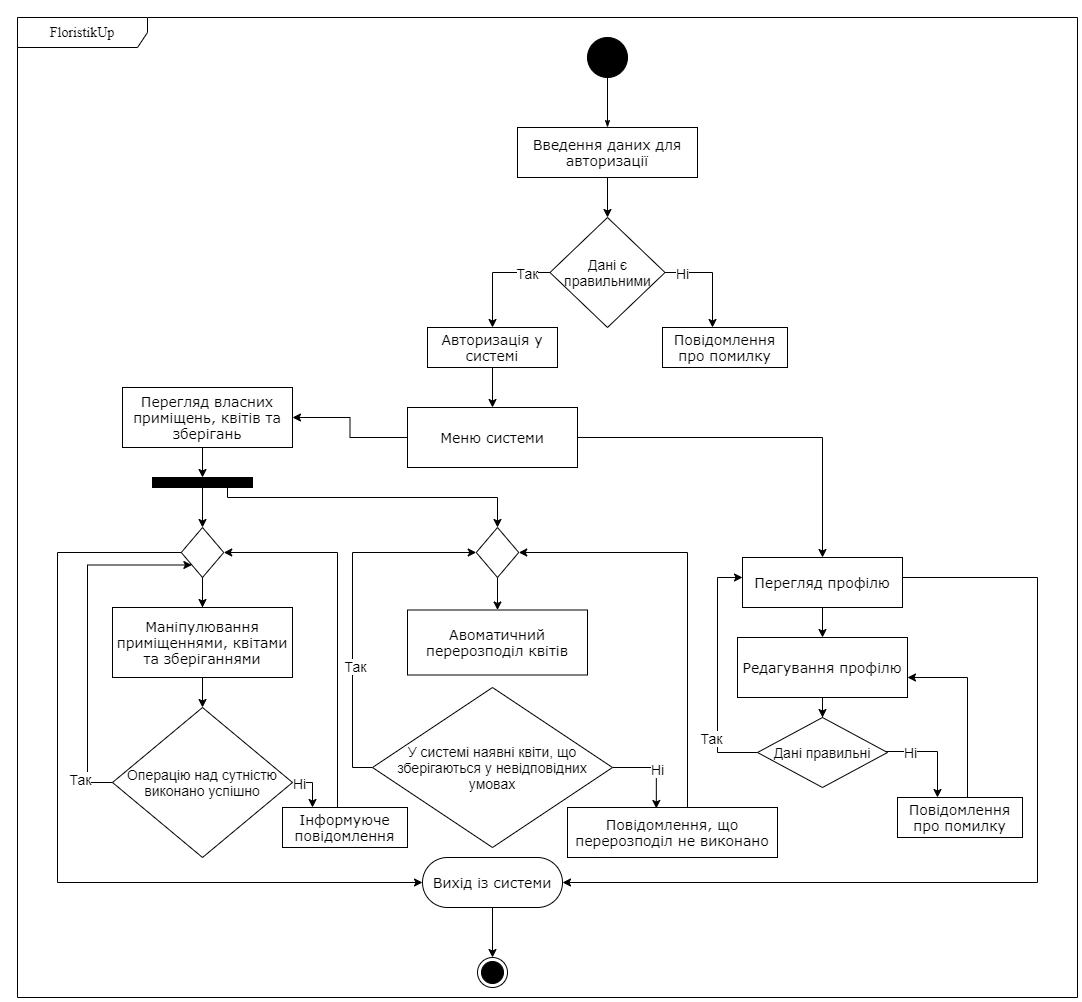 FloristikUp
Введення даних для
авторизації
Дані є
правильними
Так
Ні
Авторизація у
системі
Повідомлення
про помилку
Перегляд власних
приміщень, квітів та
зберігань
Меню системи
Перегляд профілю
Маніпулювання
приміщеннями, квітами
та зберіганнями
Авоматичний
перерозподіл квітів
Редагування профілю
Так
Так
Дані правильні
Ні
У системі наявні квіти, що
зберігаються у невідповідних
умовах
Ні
Операцію над сутністю
виконано успішно
Так
Ні
Інформуюче
повідомлення
Повідомлення, що
перерозподіл не виконано
Повідомлення
про помилку
Вихід із системи